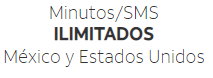 Minutos/SMS
ILIMITADOS
México y Estados Unidos